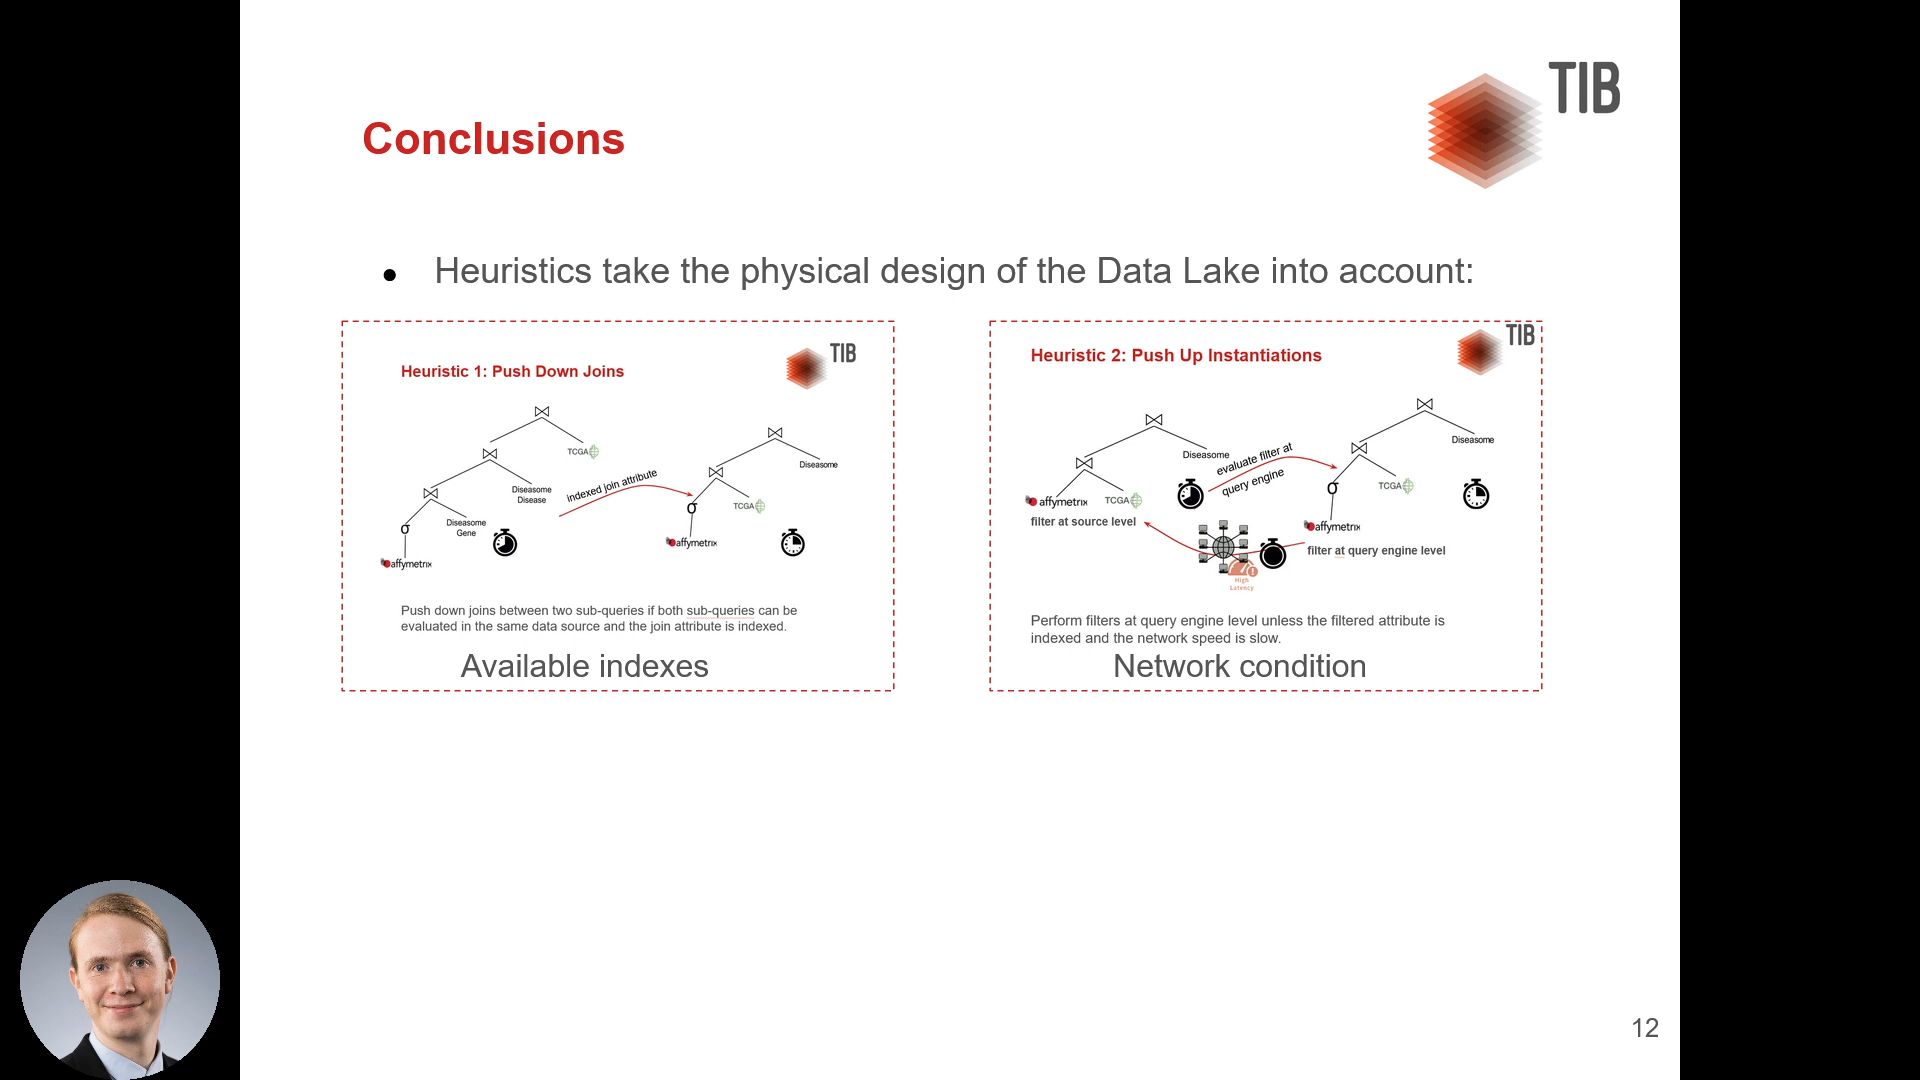 TIB
Conclusions
● Heuristics take the physical design of the Data Lake into account:
TIB
Heuristic 1: Push Down Joins
TCGA
Diseasome
Disease
Diseasome
Gene
σ
affymetrix
indexed join attribute
Diseasome
TCGA
σ
affymetrix
Push down joins between two sub-queries if both sub-queries can be
evaluated in the same data source and the join attribute is indexed.
Available indexes
TIB
Heuristic 2: Push Up Instantiations
Diseasome
affymetrix
TCGA
filter at source level
evaluate filter at
query engine
Diseasome
TCGA
σ
affymetrix
filter at query engine level
High
Latency
Perform filters at query engine level unless the filtered attribute is
indexed and the network speed is slow.
Network condition
12